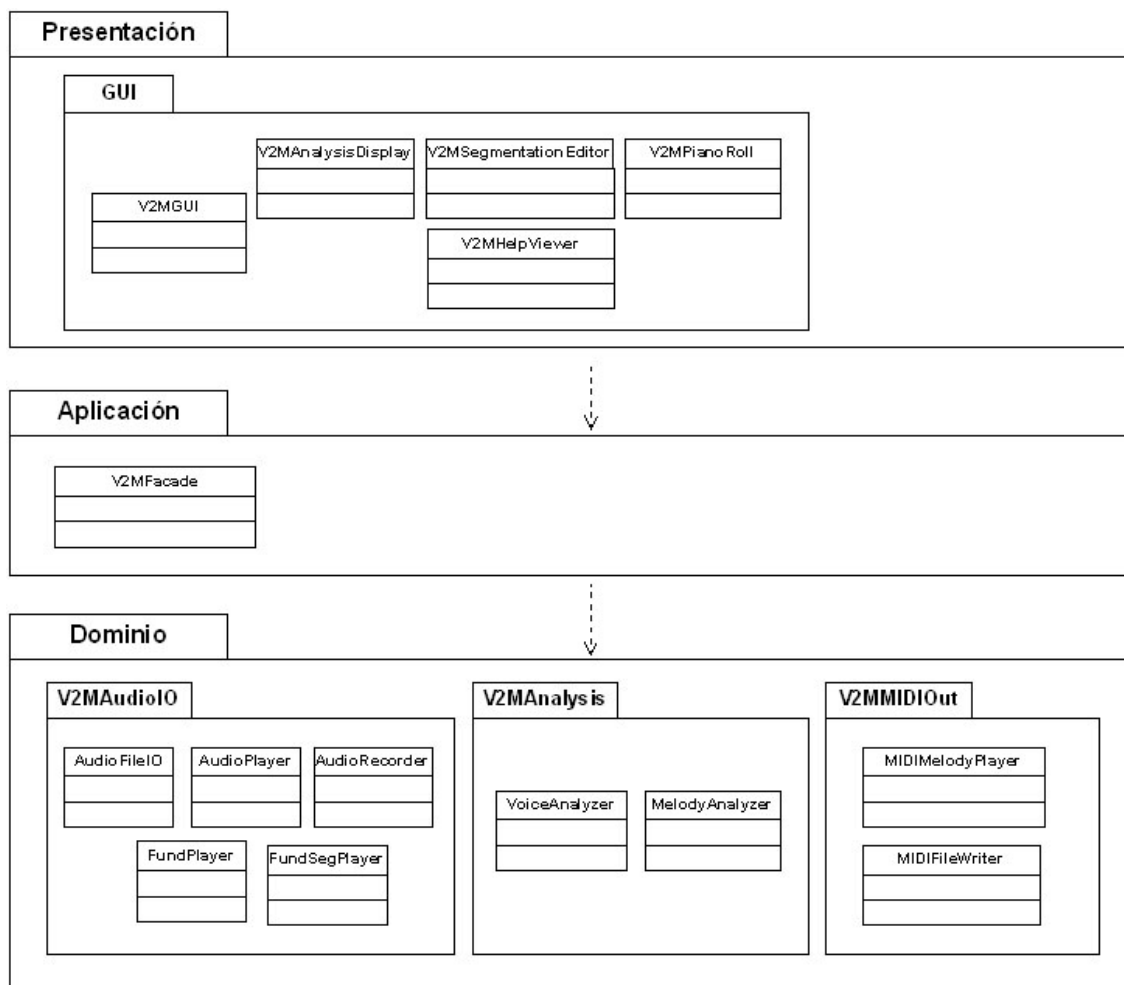 Presentación
GUI
V2MAnalysisDisplay
V2MSegmentation Editor
V2MPiano Roll
V2MGUI
V2MHelpViewer
Aplicación
V2MFacade
Dominio
V2MAudioIO
V2MAnalysis
V2MMIDIOut
AudioFileIO
AudioPlayer
AudioRecorder
FundPlayer
FundSegPlayer
VoiceAnalyzer
MelodyAnalyzer
MIDIMelodyPlayer
MIDIFileWriter